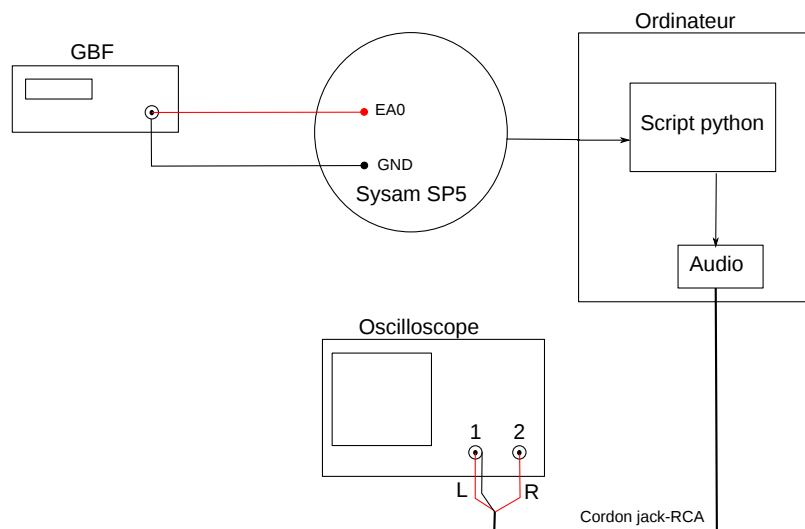 Ordinateur
GBF
EA0
Script python
GND
Sysam SP5
Audio
Oscilloscope
1 2
L R
Cordon jack-RCA